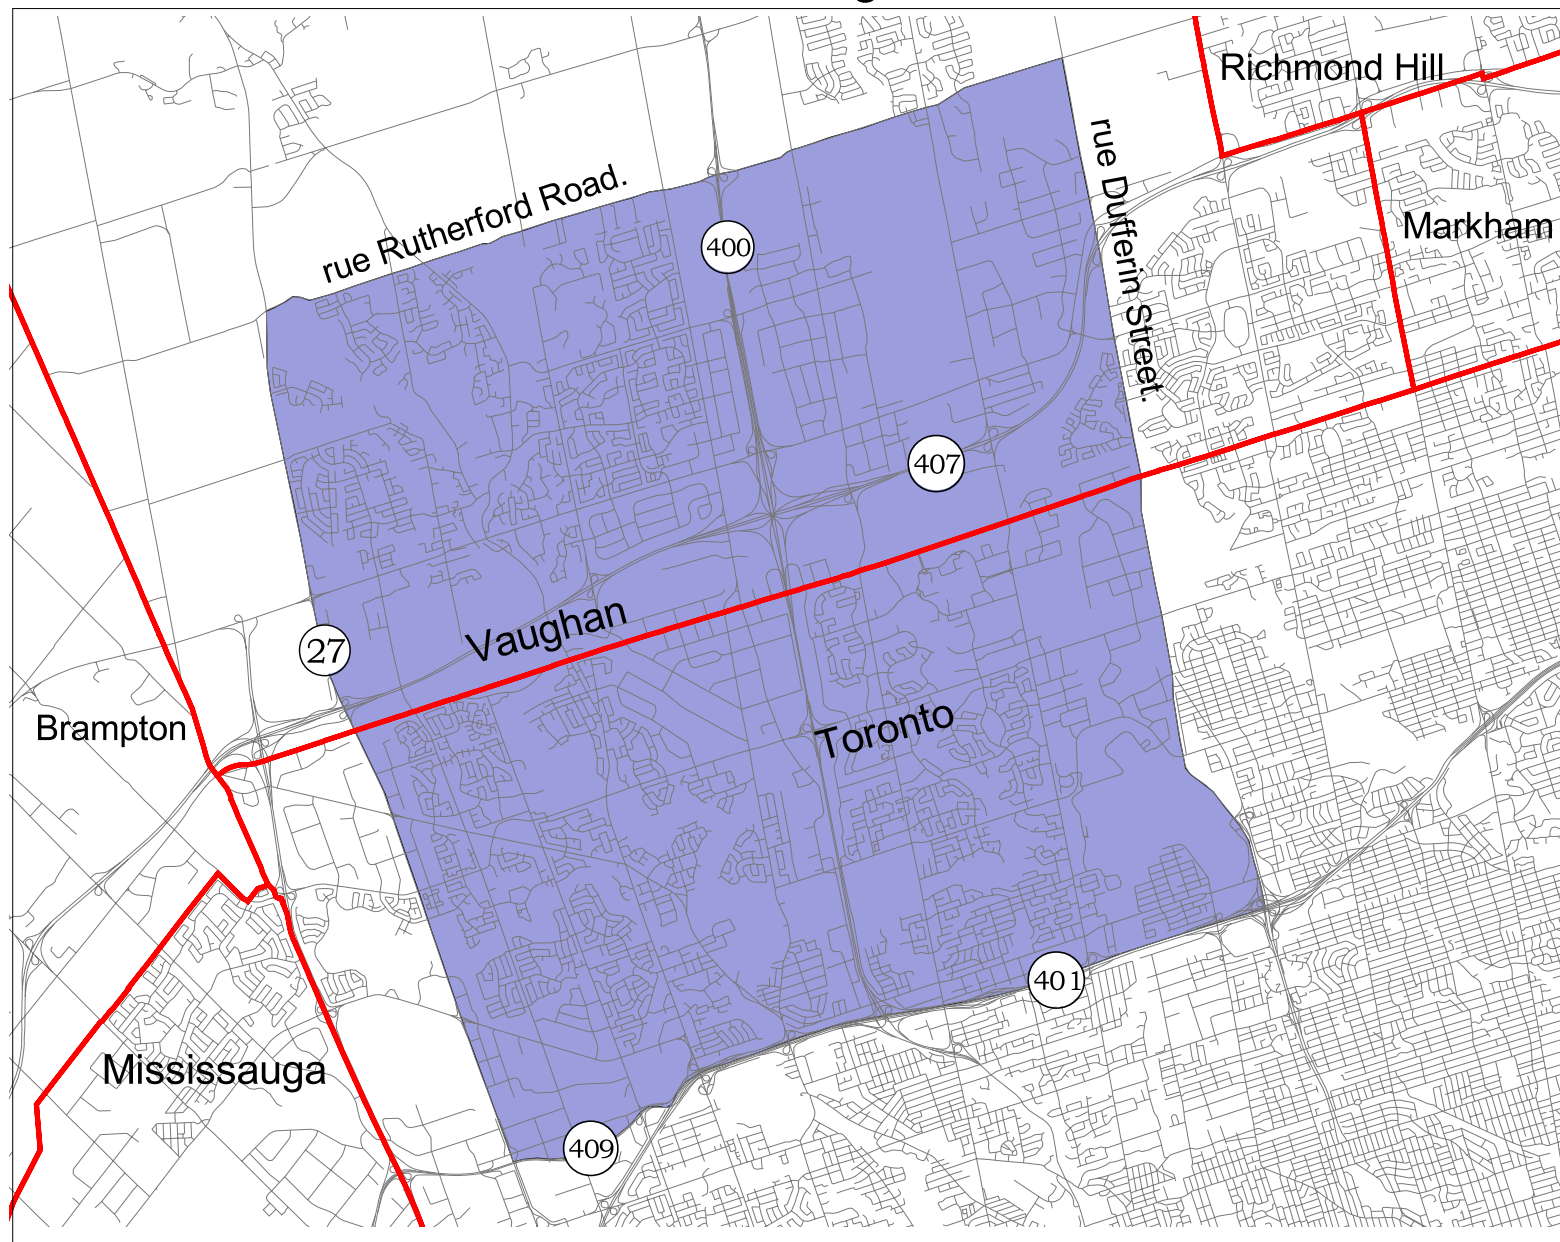 Richmond Hill
rue Rutherford Road.
rue Dufferin Street.
Markham
400
407
27
Vaughan
Brampton
Toronto
401
Mississauga
409